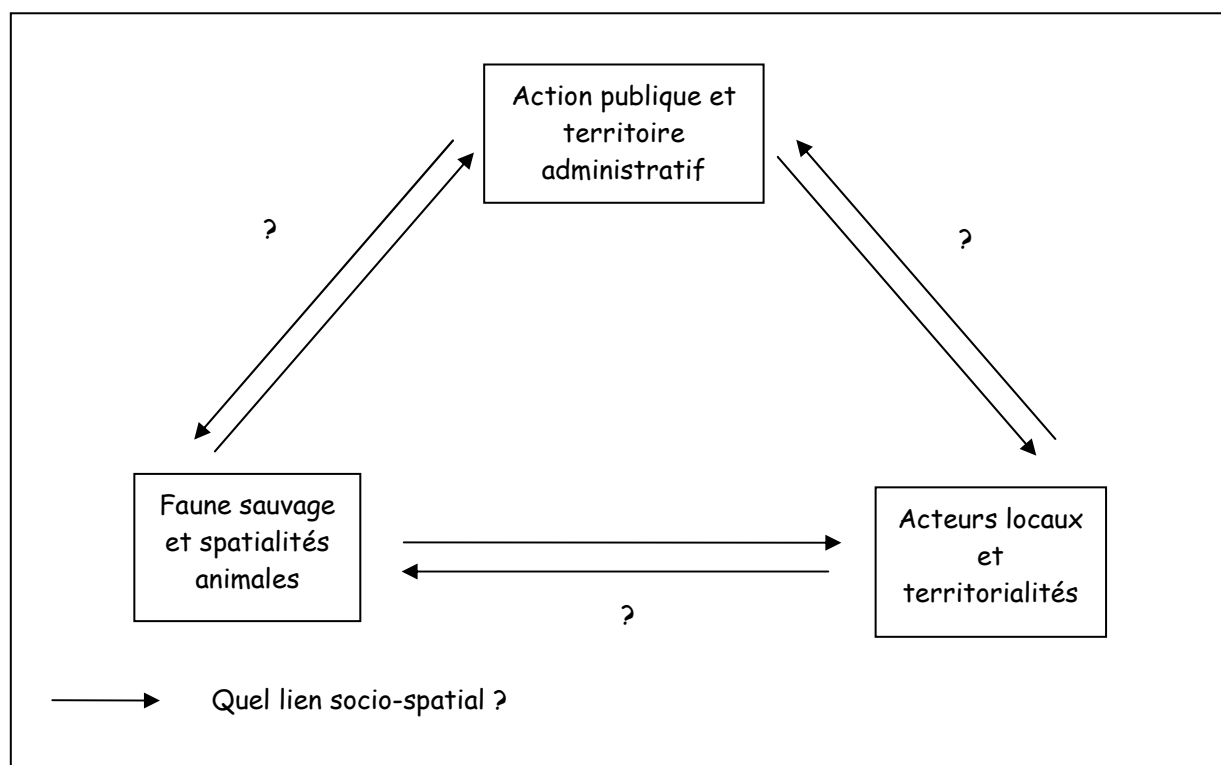 Action publique et
territoire
administratif
?
?
Faune sauvage
et spatialités
animales
Acteurs locaux
et
territorialités
?
Quel lien socio-spatial ?